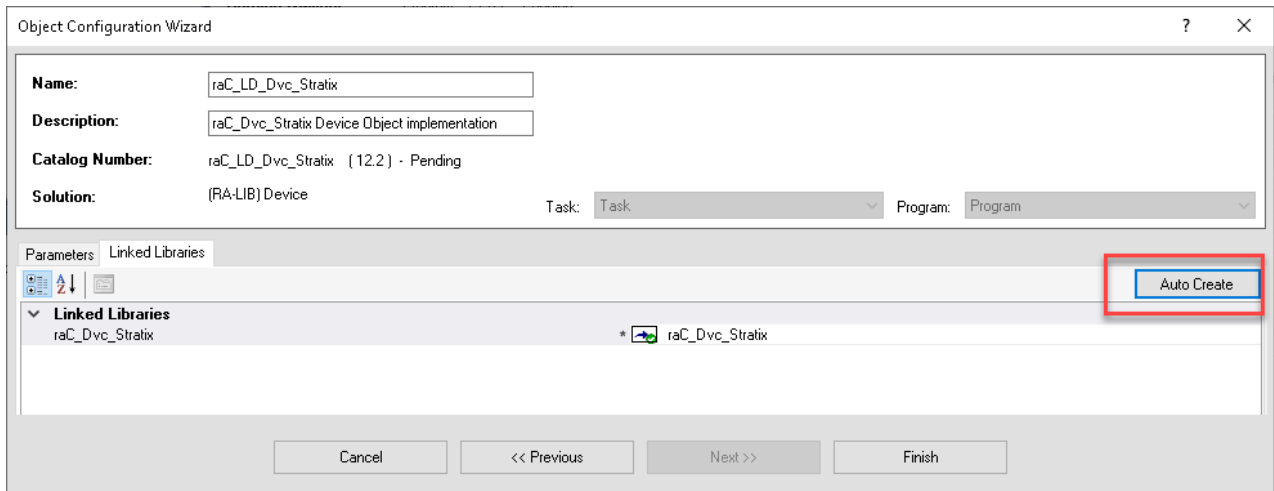 Object Configuration Wizard
?
Name:
raC_LD_Dvc_Stratix
Description:
raC_Dvc_Stratix Device Object implementation
Catalog Number:
raC_LD_Dvc_Stratix ( 12.2 ) - Pending
Solution:
(RA-LIB) Device
Task: Task Program: Program
Parameters Linked Libraries
A Z Auto Create
Linked Libraries
raC_Dvc_Stratix * raC_Dvc_Stratix
Cancel << Previous Next >> Finish